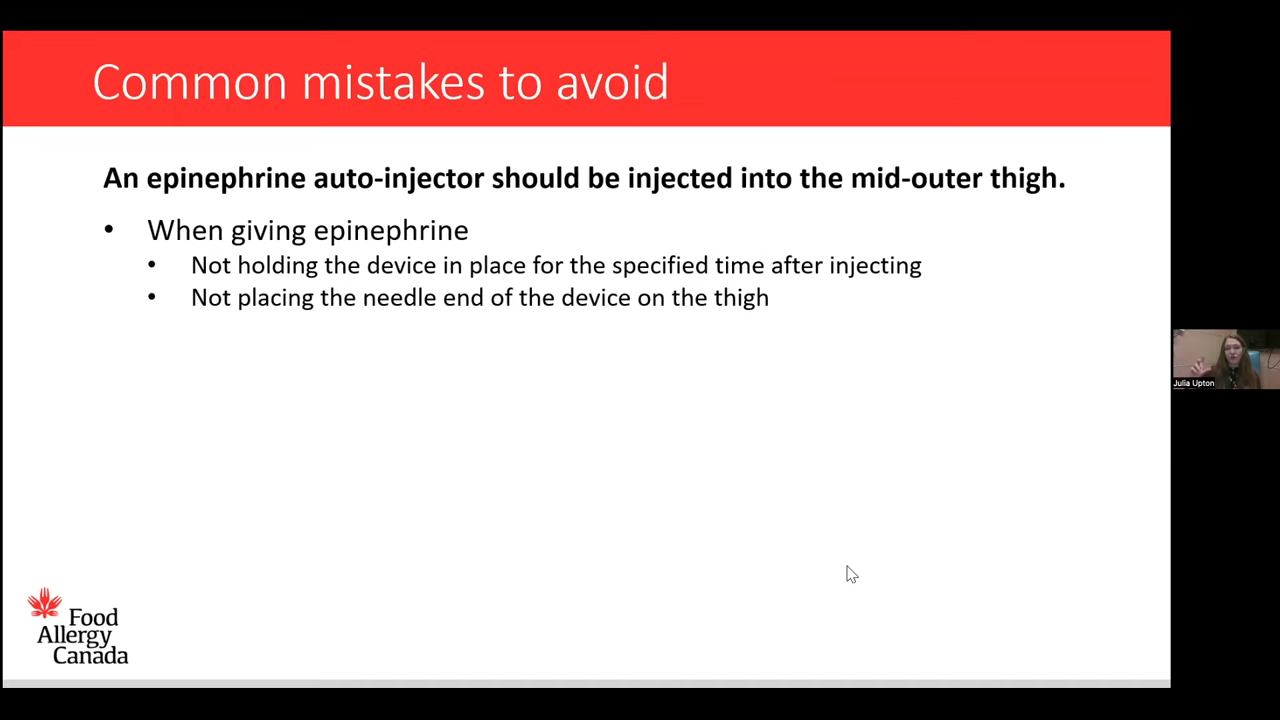 Common mistakes to avoid
An epinephrine auto-injector should be injected into the mid-outer thigh.
• When giving epinephrine
• Not holding the device in place for the specified time after injecting
• Not placing the needle end of the device on the thigh
Julia Upton
Food
Allergy
Canada